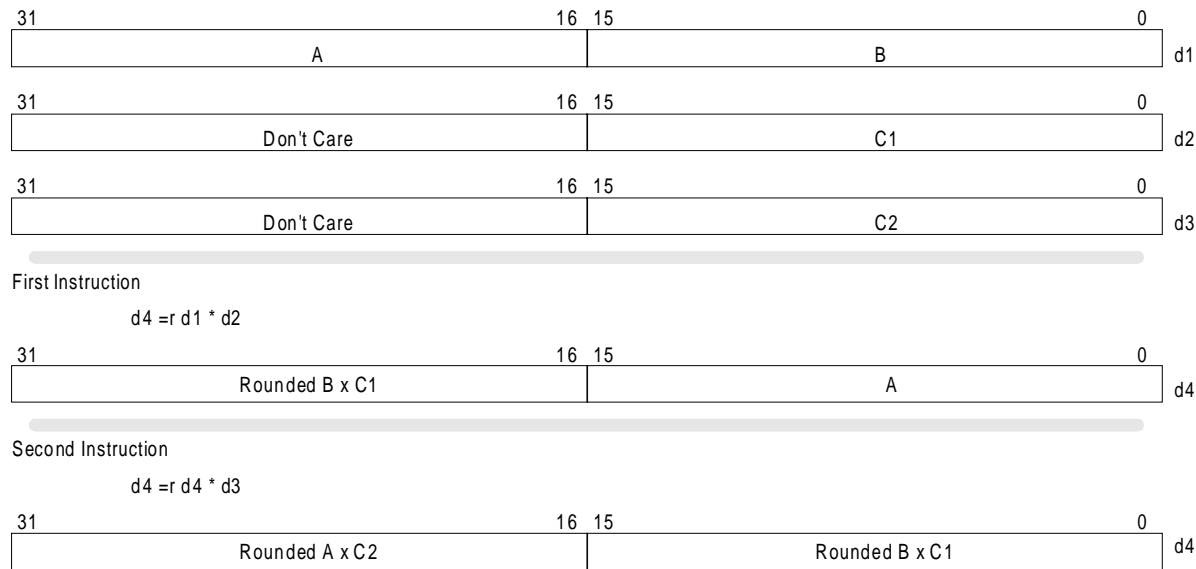 31 16 15 0
A B d1
31 16 15 0
Don't Care C1 d2
31 16 15 0
Don't Care C2 d3
First Instruction
d4 =r d1 * d2
31 16 15 0
Rounded B x C1 A d4
Second Instruction
d4 =r d4 * d3
31 16 15 0
Rounded A x C2 Rounded B x C1 d4